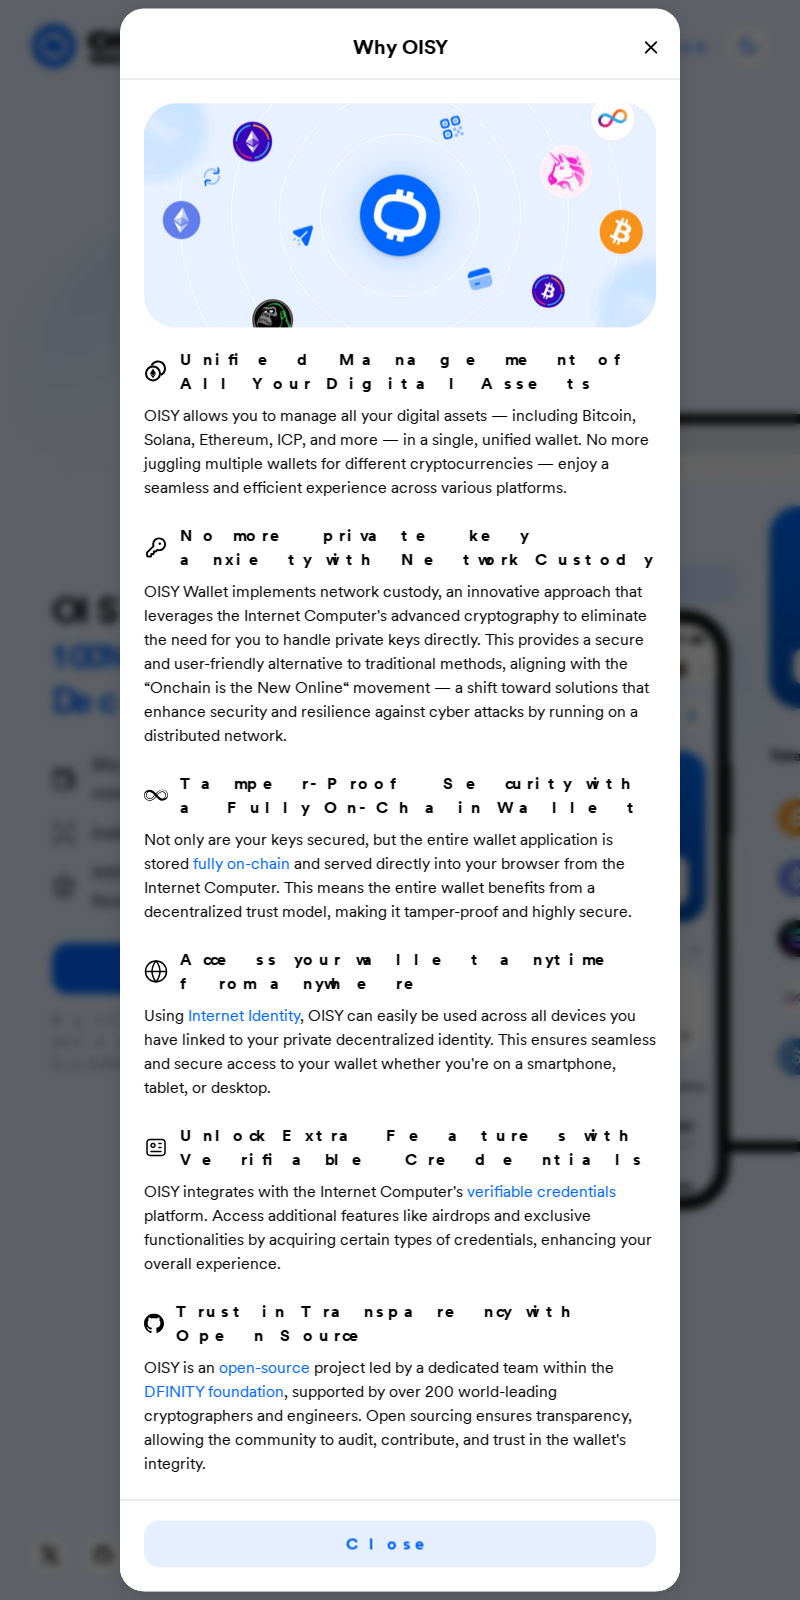 Why OISY
Unified Management of
All Your Digital Assets
OISY allows you to manage all your digital assets — including Bitcoin,
Solana, Ethereum, ICP, and more — in a single, unified wallet. No more
juggling multiple wallets for different cryptocurrencies — enjoy a
seamless and efficient experience across various platforms.
No more private key
anxiety with Network Custody
OISY Wallet implements network custody, an innovative approach that
leverages the Internet Computer's advanced cryptography to eliminate
the need for you to handle private keys directly. This provides a secure
and user-friendly alternative to traditional methods, aligning with the
“Onchain is the New Online“ movement — a shift toward solutions that
enhance security and resilience against cyber attacks by running on a
distributed network.
Tamper-Proof Security with
a Fully On-Chain Wallet
Not only are your keys secured, but the entire wallet application is
stored fully on-chain and served directly into your browser from the
Internet Computer. This means the entire wallet benefits from a
decentralized trust model, making it tamper-proof and highly secure.
Access your wallet anytime
from anywhere
Using Internet Identity, OISY can easily be used across all devices you
have linked to your private decentralized identity. This ensures seamless
and secure access to your wallet whether you're on a smartphone,
tablet, or desktop.
Unlock Extra Features with
Verifiable Credentials
OISY integrates with the Internet Computer's verifiable credentials
platform. Access additional features like airdrops and exclusive
functionalities by acquiring certain types of credentials, enhancing your
overall experience.
Trust in Transparency with
Open Source
OISY is an open-source project led by a dedicated team within the
DFINITY foundation, supported by over 200 world-leading
cryptographers and engineers. Open sourcing ensures transparency,
allowing the community to audit, contribute, and trust in the wallet's
integrity.
Close